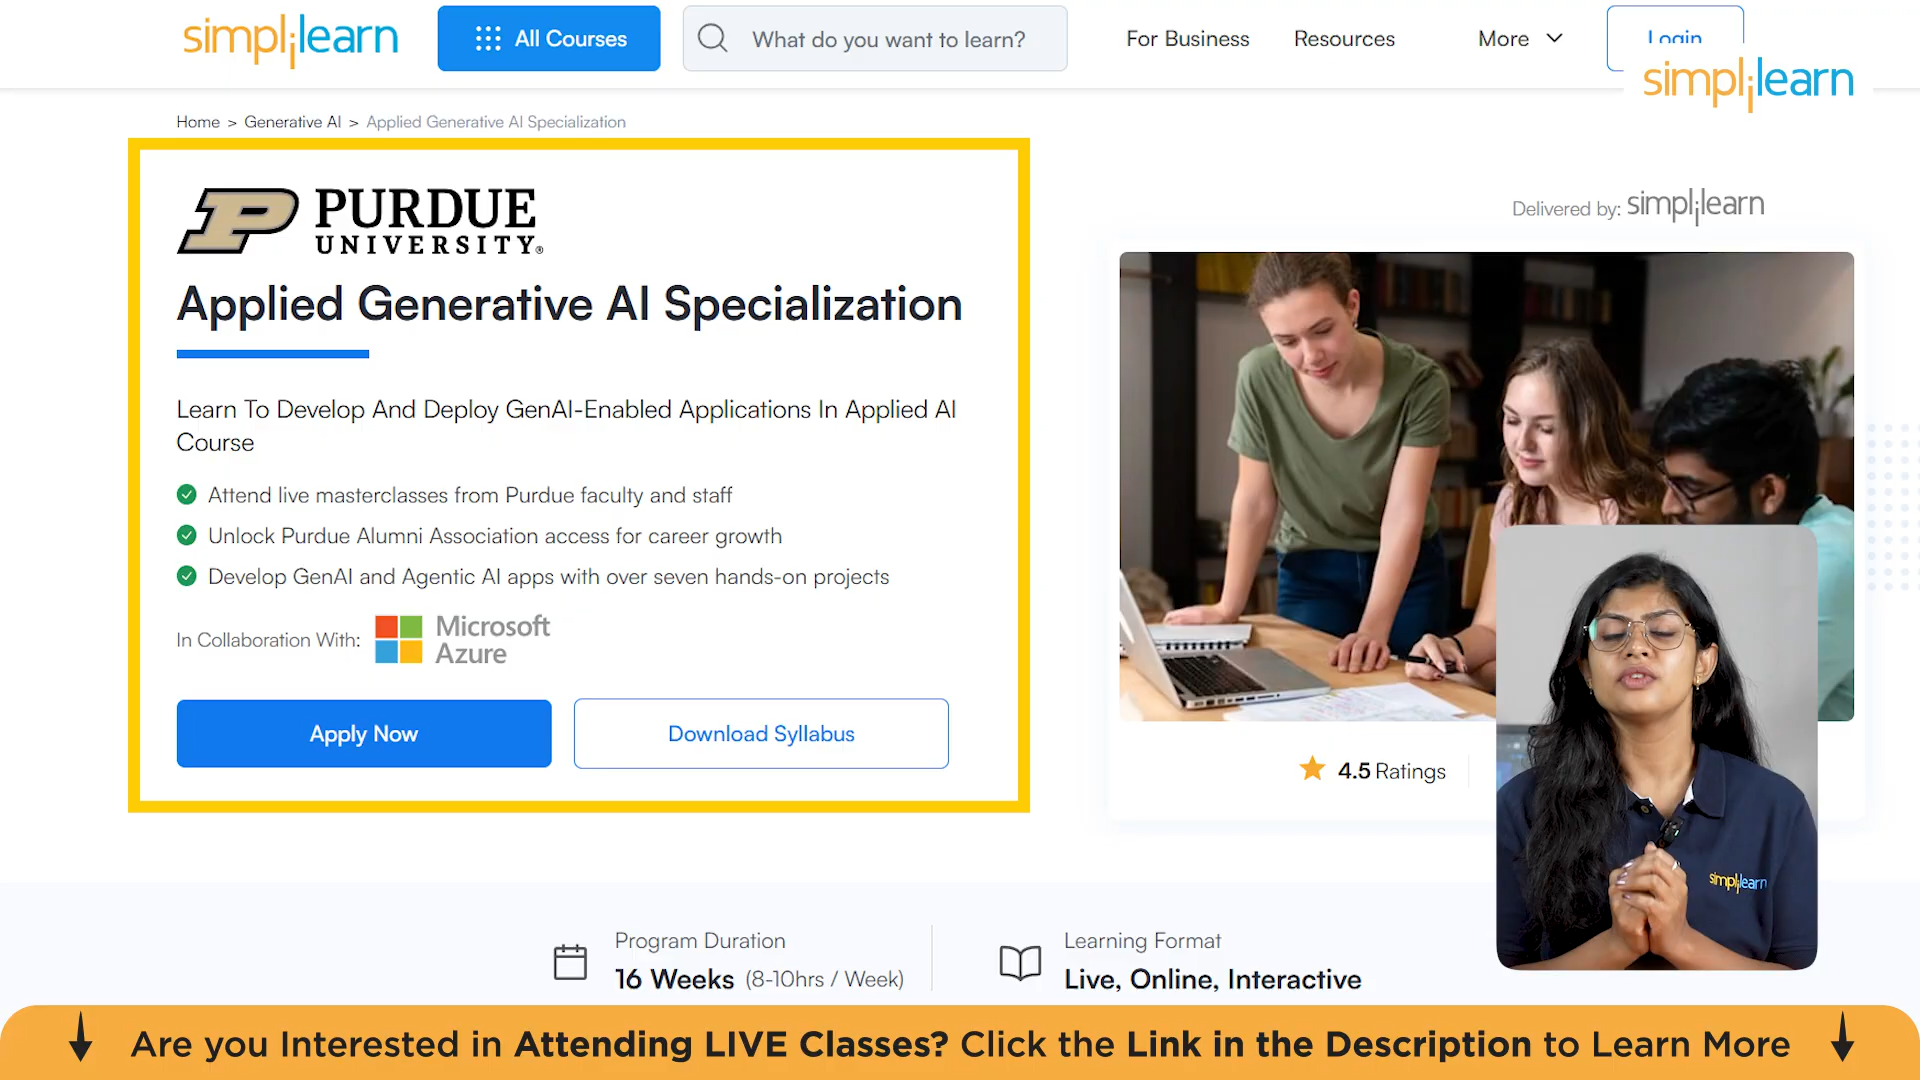 simplilearn
All Courses
What do you want to learn?
For Business
Resources
More
Login
simplilearn
Home > Generative AI > Applied Generative AI Specialization
PURDUE
UNIVERSITY®
Applied Generative AI Specialization
Learn To Develop And Deploy GenAI-Enabled Applications In Applied AI
Course
Attend live masterclasses from Purdue faculty and staff
Unlock Purdue Alumni Association access for career growth
Develop GenAI and Agentic AI apps with over seven hands-on projects
In Collaboration With: Microsoft
Azure
Apply Now
Download Syllabus
Delivered by: simplilearn
4.5 Ratings
simplilearn
Program Duration
16 Weeks (8-10hrs / Week)
Learning Format
Live, Online, Interactive
Are you Interested in Attending LIVE Classes? Click the Link in the Description to Learn More